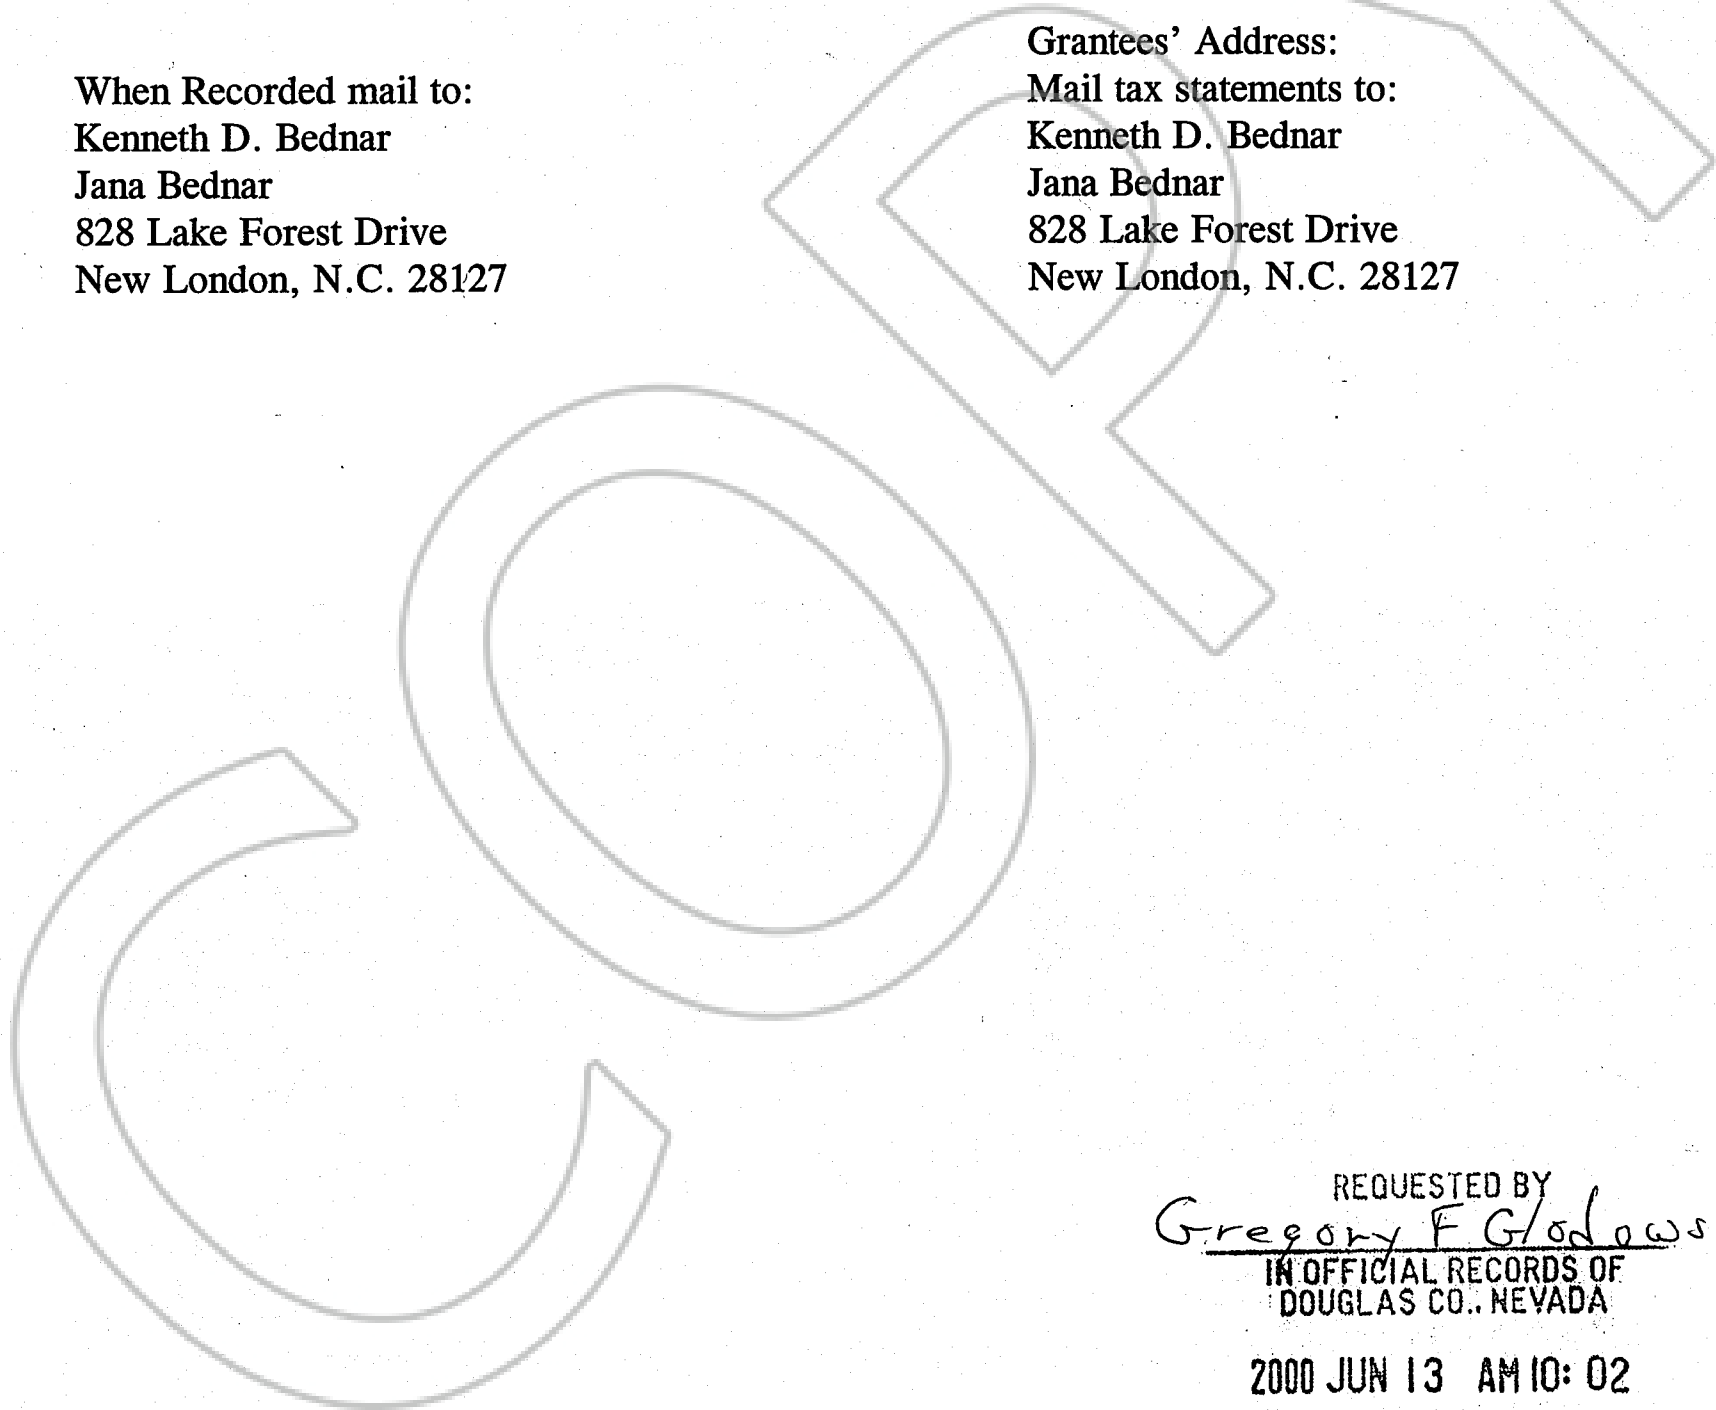 When Recorded mail to:
Kenneth D. Bednar
Jana Bednar
828 Lake Forest Drive
New London, N.C. 28127
Grantees' Address:
Mail tax statements to:
Kenneth D. Bednar
Jana Bednar
828 Lake Forest Drive
New London, N.C. 28127
COPY
REQUESTED BY
Gregory F Glodows
IN OFFICIAL RECORDS OF
DOUGLAS CO., NEVADA
2000 JUN 13 AM 10: 02